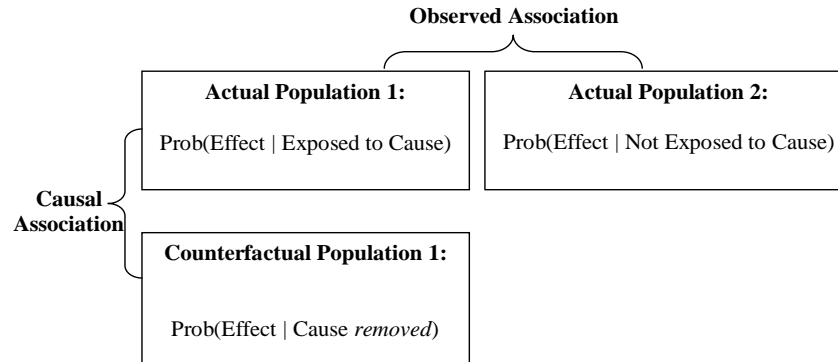 Observed Association
Actual Population 1:
Prob(Effect | Exposed to Cause)
Actual Population 2:
Prob(Effect | Not Exposed to Cause)
Causal
Association
Counterfactual Population 1:
Prob(Effect | Cause removed)